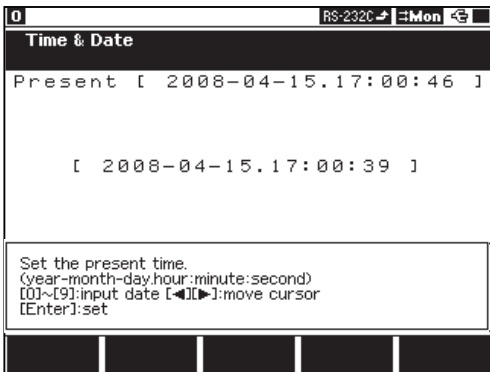 0 RS-232C Mon
Time & Date
Present [ 2008-04-15.17:00:46 ]
[ 2008-04-15.17:00:39 ]
Set the present time.
(year-month-day.hour:minute:second)
[0]~[9]:input date [◄][►]:move cursor
[Enter]:set